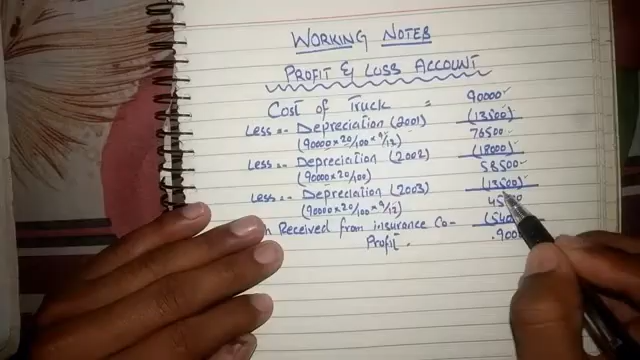 WORKING NOTES
PROFIT & LOSS ACCOUNT
Cost of Truck = 90000
Less:- Depreciation (2001) (13500)
(90000×20/100×9/12) 76500
Less:- Depreciation (2002) (18000)
(90000×20/100) 58500
Less:- Depreciation (2003) (13500)
(90000×20/100×9/12)
Received from insurance Co-
Profit.